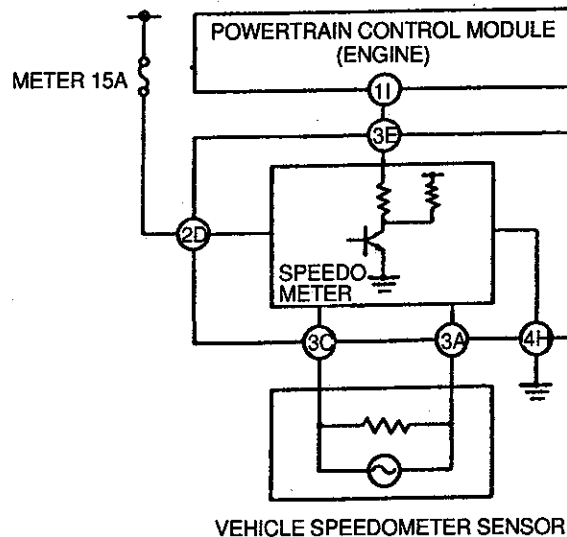 POWERTRAIN CONTROL MODULE
(ENGINE)
METER 15A
1I
3E
2D
SPEEDO
METER
3C
3A
4H
VEHICLE SPEEDOMETER SENSOR